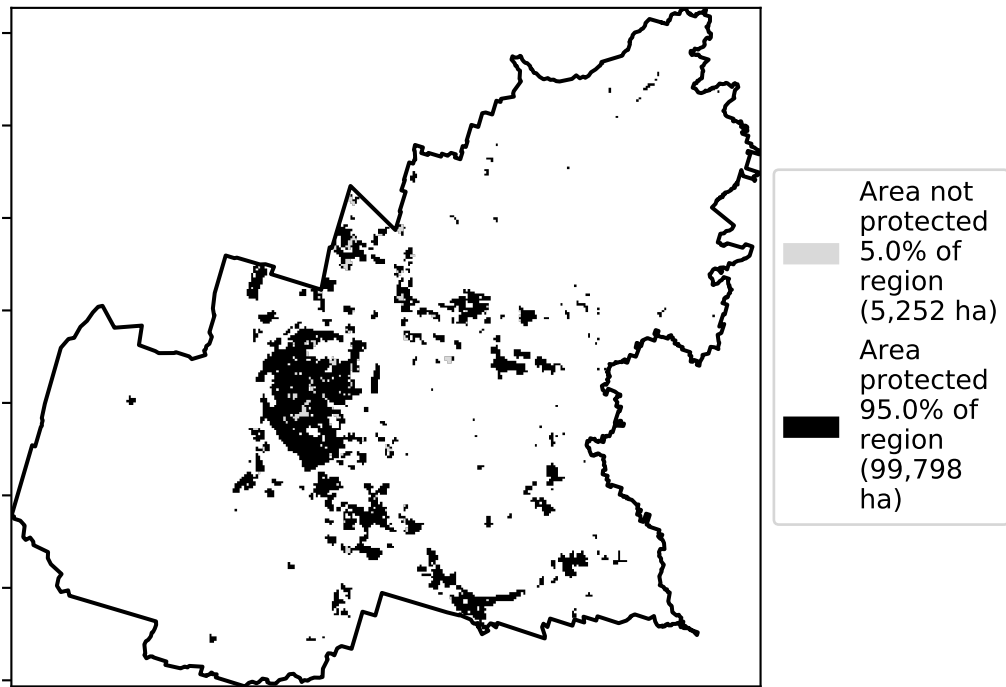 Area not
protected
5.0% of
region
(5,252 ha)
Area
protected
95.0% of
region
(99,798
ha)